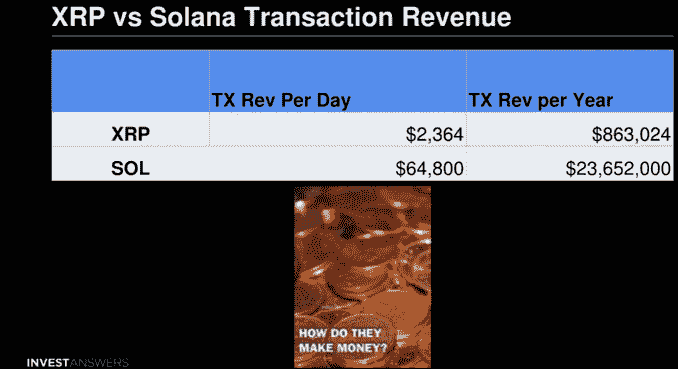 XRP vs Solana Transaction Revenue
TX Rev Per Day TX Rev per Year
XRP $2,364 $863,024
SOL $64,800 $23,652,000
HOW DO THEY
MAKE MONEY?
INVESTANSWERS